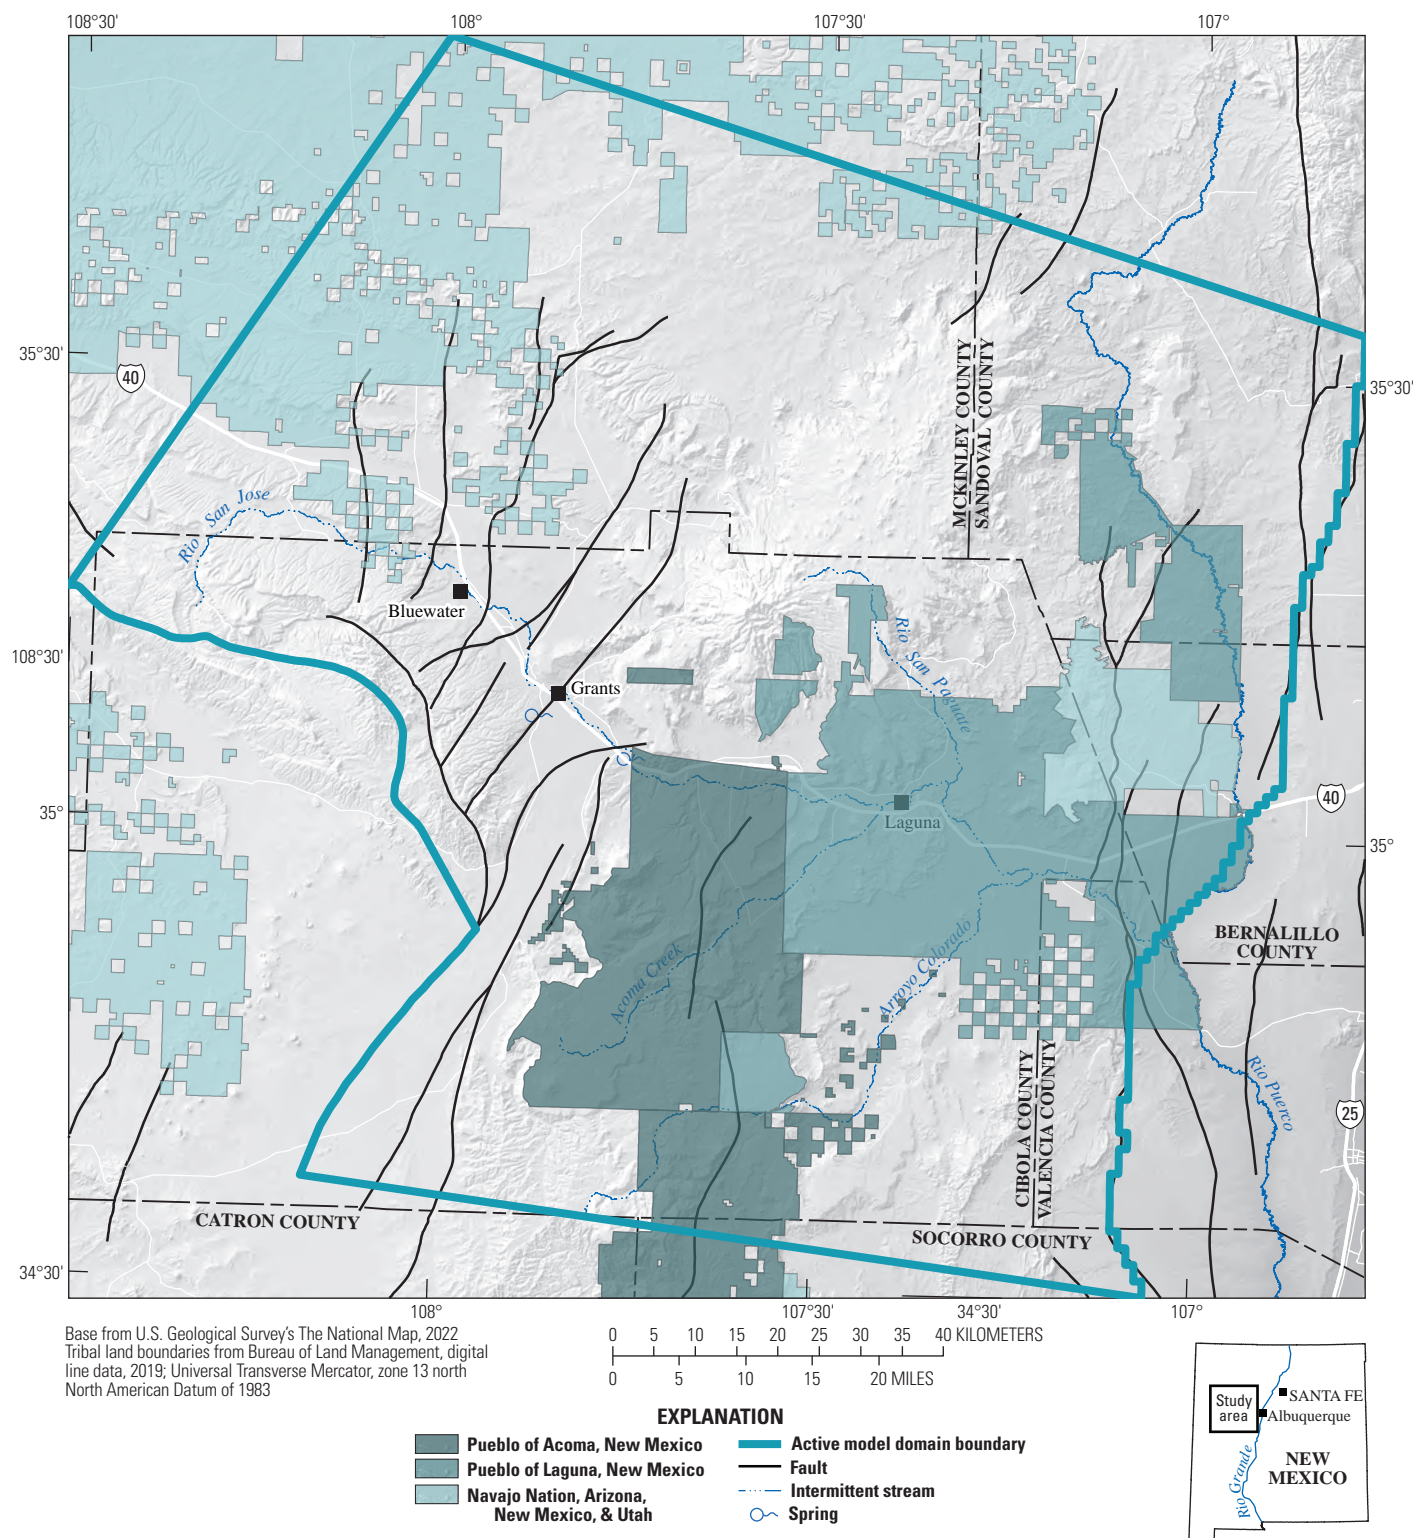 108°30'
108°
107°30'
107°
35°30'
35°30'
40
MCKINLEY COUNTY
SANDOVAL COUNTY
Rio San Jose
Bluewater
108°30'
Rio San Paguate
Grants
35°
40
Laguna
35°
Acoma Creek
Arroyo Colorado
BERNALILLO
COUNTY
CIBOLA COUNTY
VALENCIA COUNTY
Rio Puerco
25
CATRON COUNTY
SOCORRO COUNTY
34°30'
108°
107°30'
34°30'
107°
Base from U.S. Geological Survey's The National Map, 2022
Tribal land boundaries from Bureau of Land Management, digital
line data, 2019; Universal Transverse Mercator, zone 13 north
North American Datum of 1983
0 5 10 15 20 25 30 35 40 KILOMETERS
0 5 10 15 20 MILES
EXPLANATION
Pueblo of Acoma, New Mexico
Pueblo of Laguna, New Mexico
Navajo Nation, Arizona,
New Mexico, & Utah
Active model domain boundary
Fault
Intermittent stream
Spring
Study
area
SANTA FE
Albuquerque
NEW
MEXICO
Rio Grande